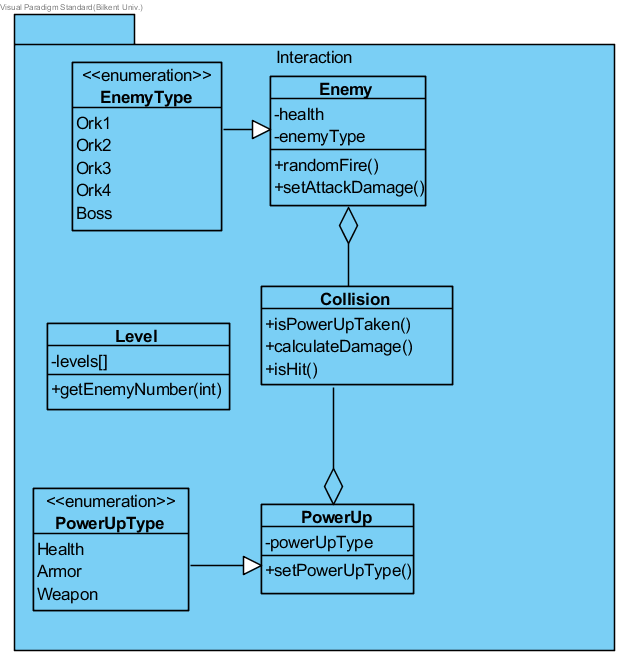 Visual Paradigm Standard(Bilkent Univ.)
Interaction
<<enumeration>>
EnemyType
Ork1
Ork2
Ork3
Ork4
Boss
Enemy
-health
-enemyType
+randomFire()
+setAttackDamage()
Collision
+isPowerUpTaken()
+calculateDamage()
+isHit()
Level
-levels[]
+getEnemyNumber(int)
<<enumeration>>
PowerUpType
Health
Armor
Weapon
PowerUp
-powerUpType
+setPowerUpType()